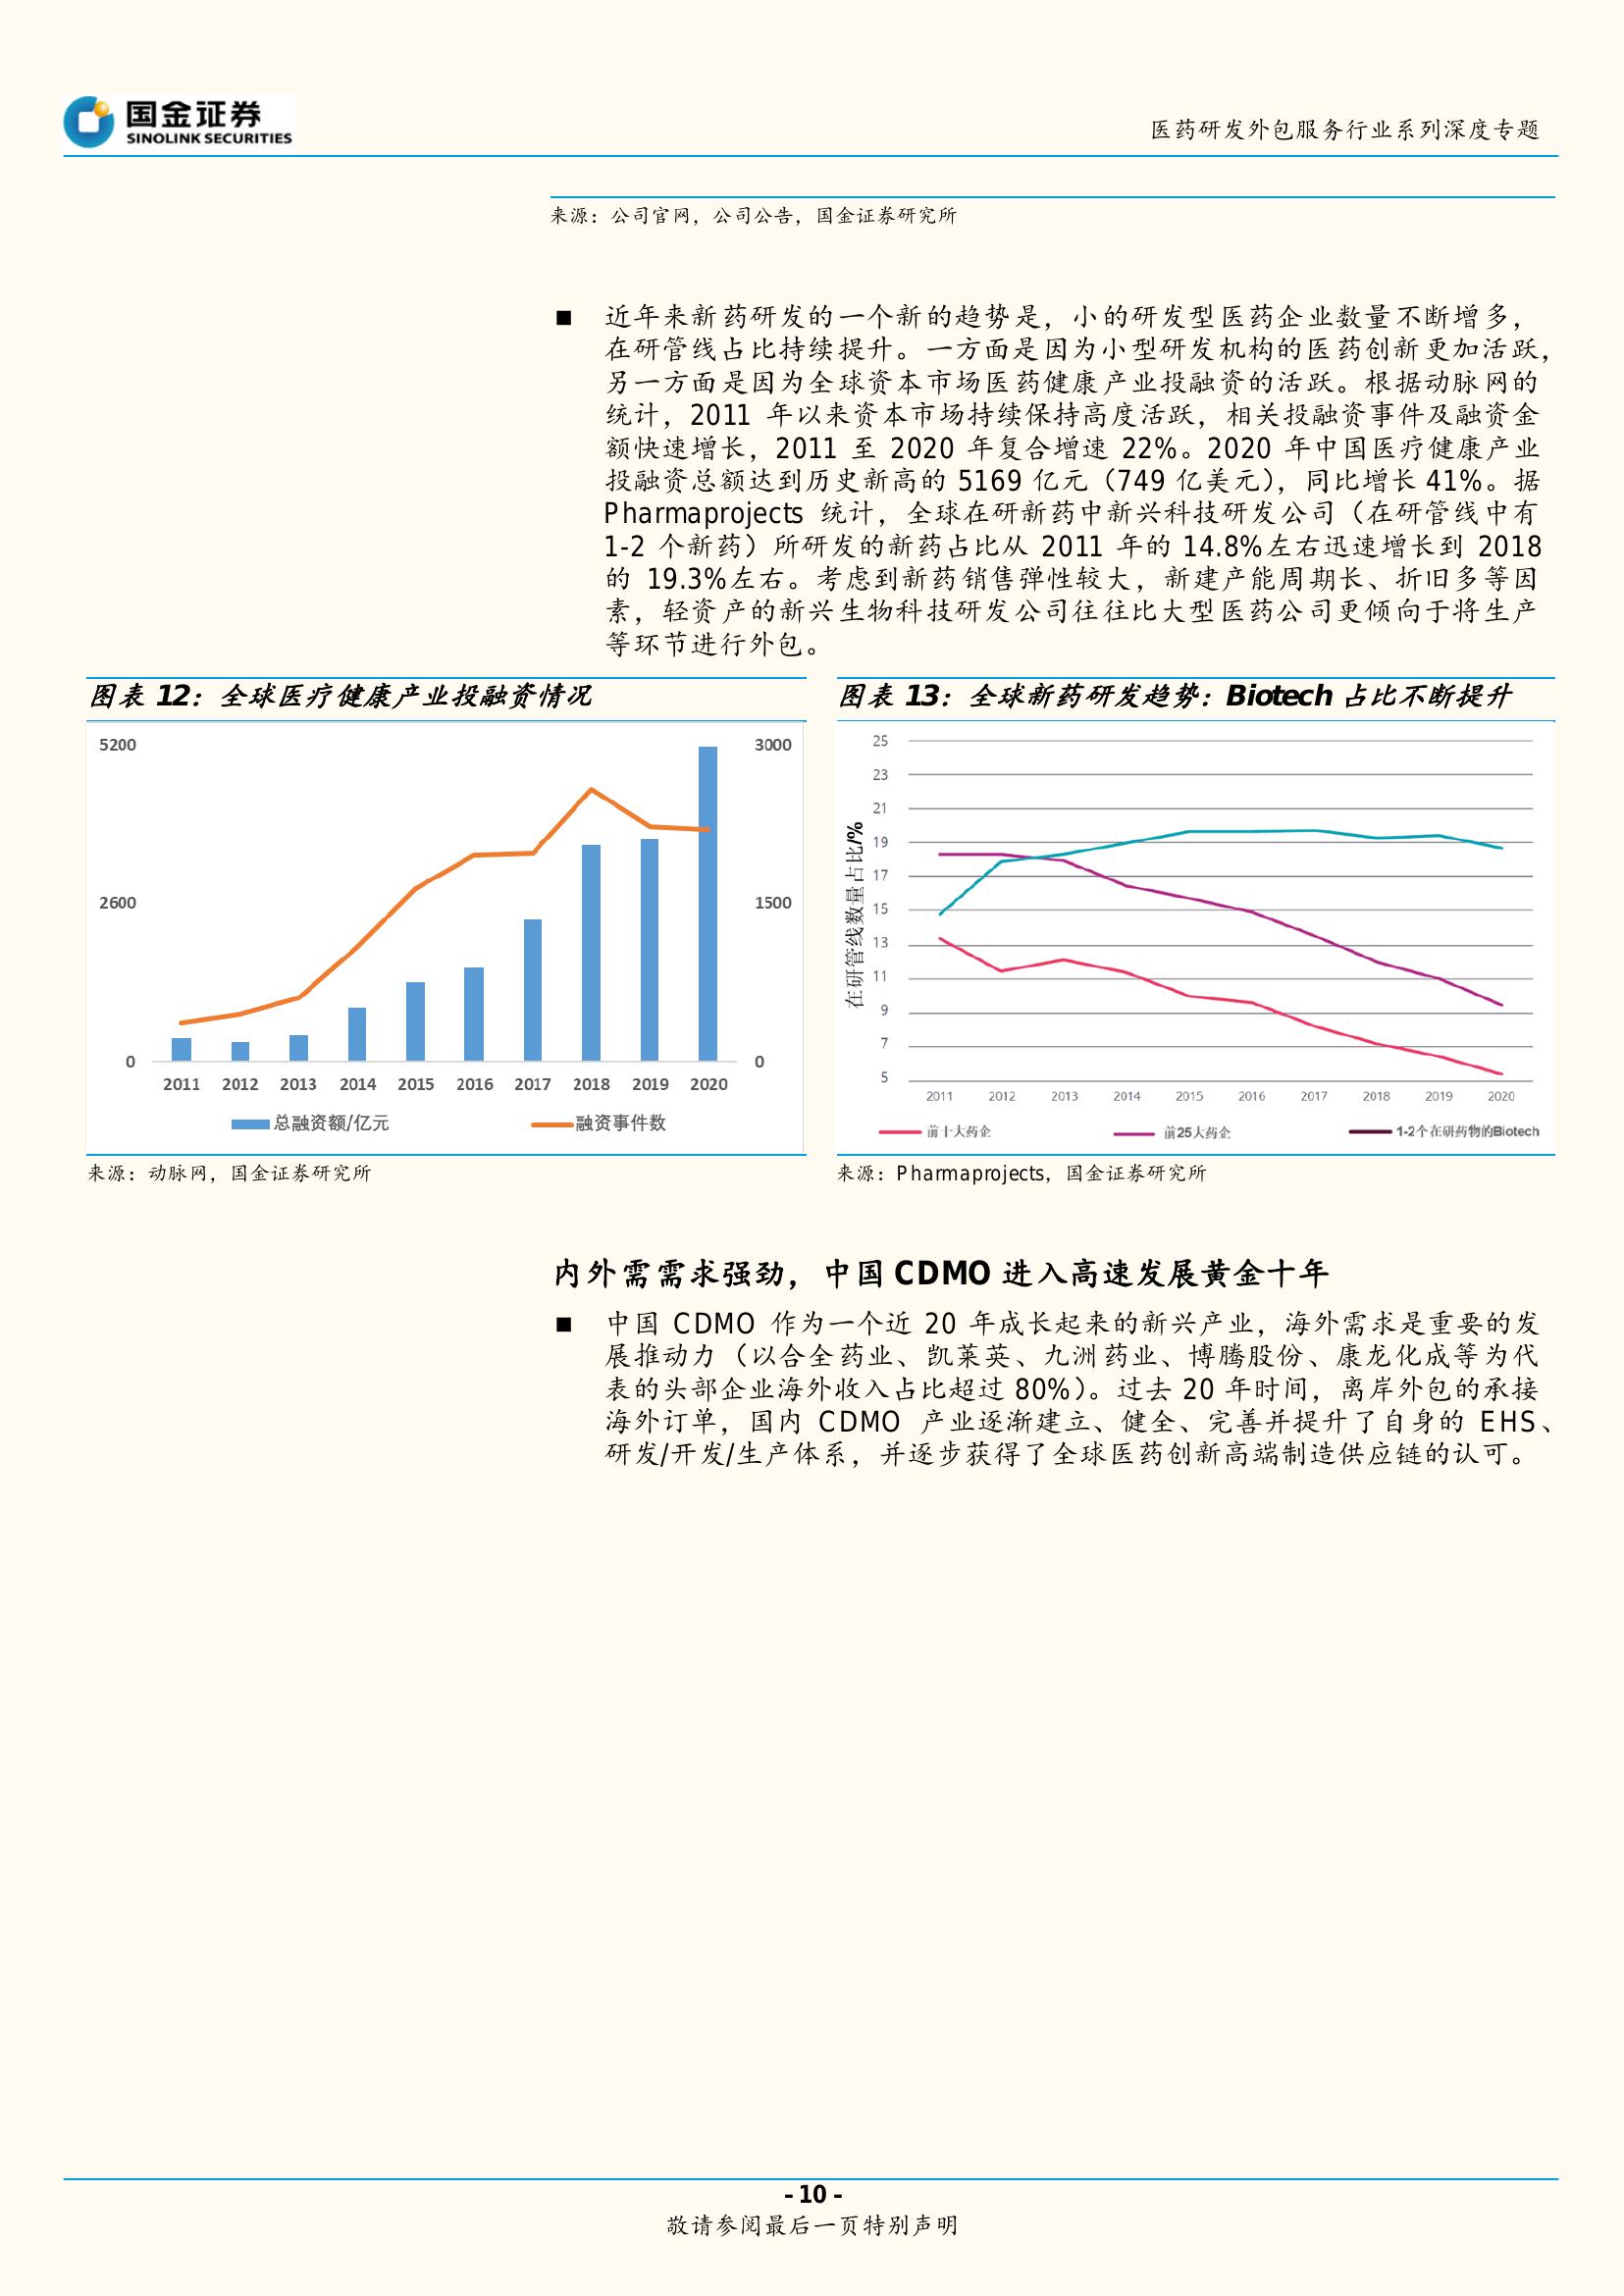 国金证券
SINOLINK SECURITIES
医药研发外包服务行业系列深度专题
来源：公司官网，公司公告，国金证券研究所
■ 近年来新药研发的一个新的趋势是，小的研发型医药企业数量不断增多，
在研管线占比持续提升。一方面是因为小型研发机构的医药创新更加活跃，
另一方面是因为全球资本市场医药健康产业投融资的活跃。根据动脉网的
统计，2011 年以来资本市场持续保持高度活跃，相关投融资事件及融资金
额快速增长，2011 至 2020 年复合增速 22%。2020 年中国医疗健康产业
投融资总额达到历史新高的 5169 亿元（749 亿美元），同比增长 41%。据
Pharmaprojects 统计，全球在研新药中新兴科技研发公司（在研管线中有
1-2 个新药）所研发的新药占比从 2011 年的 14.8%左右迅速增长到 2018
的 19.3%左右。考虑到新药销售弹性较大，新建产能周期长、折旧多等因
素，轻资产的新兴生物科技研发公司往往比大型医药公司更倾向于将生产
等环节进行外包。
图表 12：全球医疗健康产业投融资情况
5200
2600
0
3000
1500
0
2011 2012 2013 2014 2015 2016 2017 2018 2019 2020
总融资额/亿元 融资事件数
来源：动脉网，国金证券研究所
图表 13：全球新药研发趋势：Biotech 占比不断提升
在研管线数量占比/%
25
23
21
19
17
15
13
11
9
7
5
2011 2012 2013 2014 2015 2016 2017 2018 2019 2020
前十大药企 前25大药企 1-2个在研药物的Biotech
来源：Pharmaprojects，国金证券研究所
内外需需求强劲，中国 CDMO 进入高速发展黄金十年
■ 中国 CDMO 作为一个近 20 年成长起来的新兴产业，海外需求是重要的发
展推动力（以合全药业、凯莱英、九洲药业、博腾股份、康龙化成等为代
表的头部企业海外收入占比超过 80%）。过去 20 年时间，离岸外包的承接
海外订单，国内 CDMO 产业逐渐建立、健全、完善并提升了自身的 EHS、
研发/开发/生产体系，并逐步获得了全球医药创新高端制造供应链的认可。
- 10 -
敬请参阅最后一页特别声明